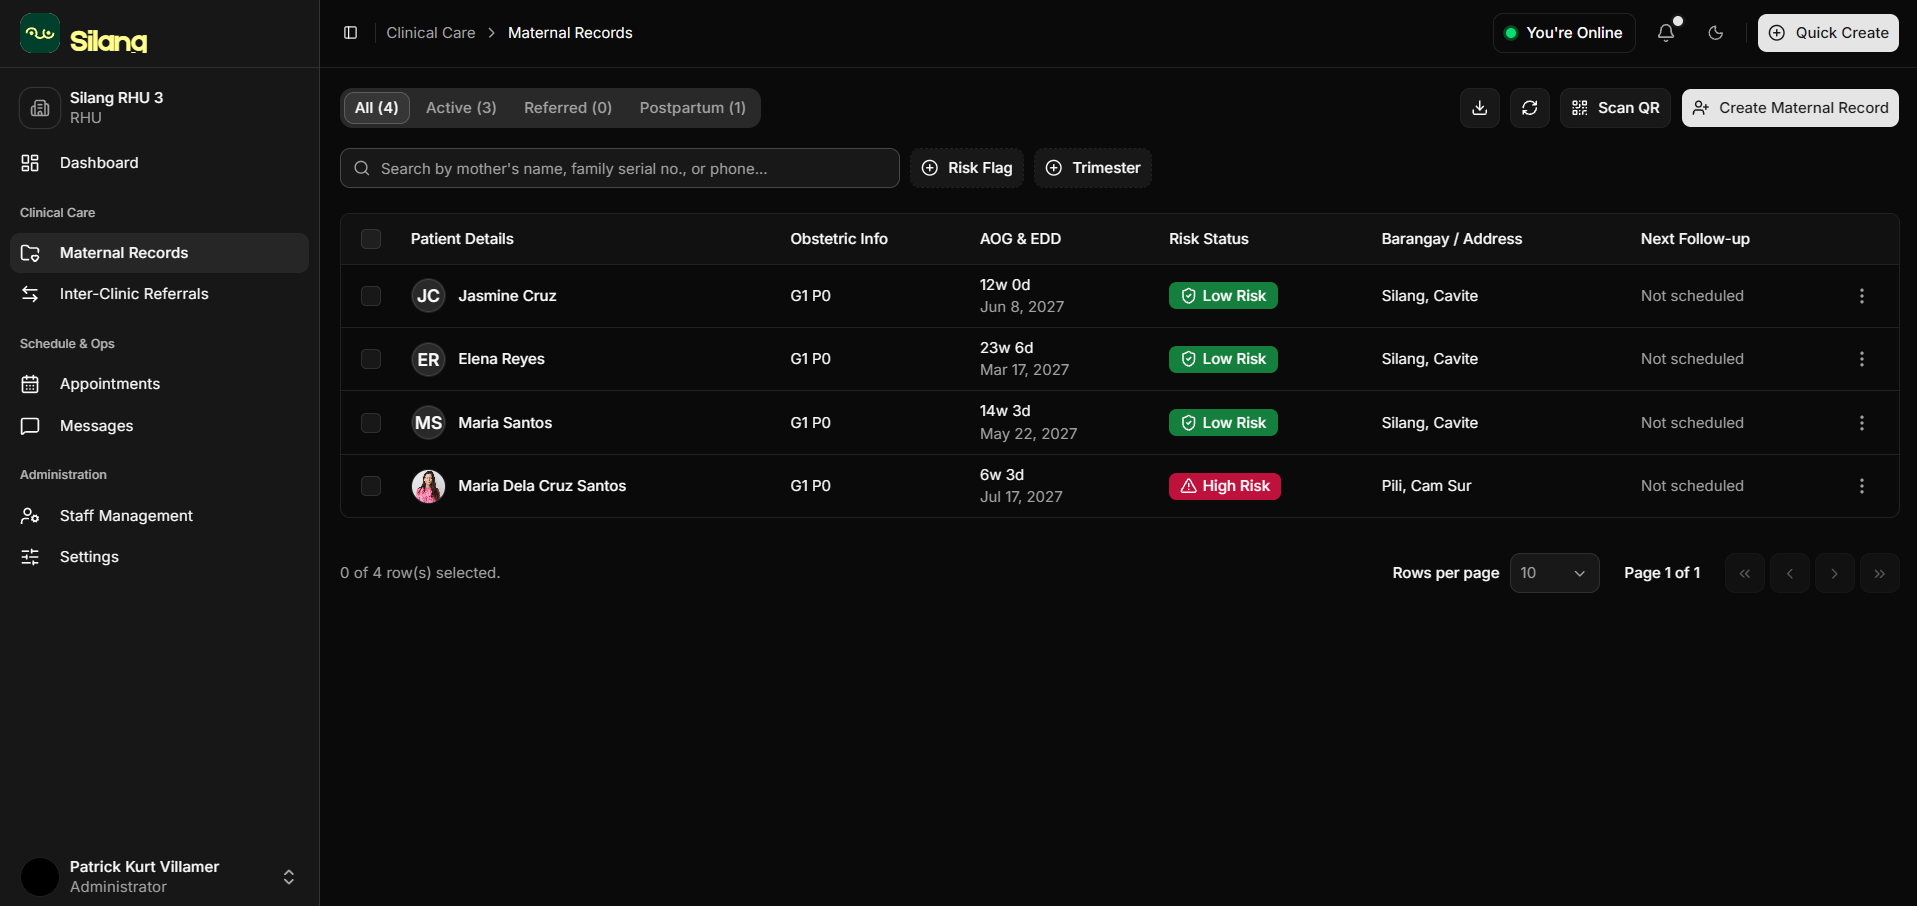 Silang
Clinical Care > Maternal Records
You're Online
Quick Create
Silang RHU 3
RHU
Dashboard
Clinical Care
Maternal Records
Inter-Clinic Referrals
Schedule & Ops
Appointments
Messages
Administration
Staff Management
Settings
Patrick Kurt Villamer
Administrator
All (4) Active (3) Referred (0) Postpartum (1)
Scan QR
Create Maternal Record
Search by mother's name, family serial no., or phone...
Risk Flag
Trimester
Patient Details Obstetric Info AOG & EDD Risk Status Barangay / Address Next Follow-up
JC Jasmine Cruz G1 P0 12w 0d Low Risk Silang, Cavite Not scheduled
Jun 8, 2027
ER Elena Reyes G1 P0 23w 6d Low Risk Silang, Cavite Not scheduled
Mar 17, 2027
MS Maria Santos G1 P0 14w 3d Low Risk Silang, Cavite Not scheduled
May 22, 2027
Maria Dela Cruz Santos G1 P0 6w 3d High Risk Pili, Cam Sur Not scheduled
Jul 17, 2027
0 of 4 row(s) selected.
Rows per page 10 Page 1 of 1